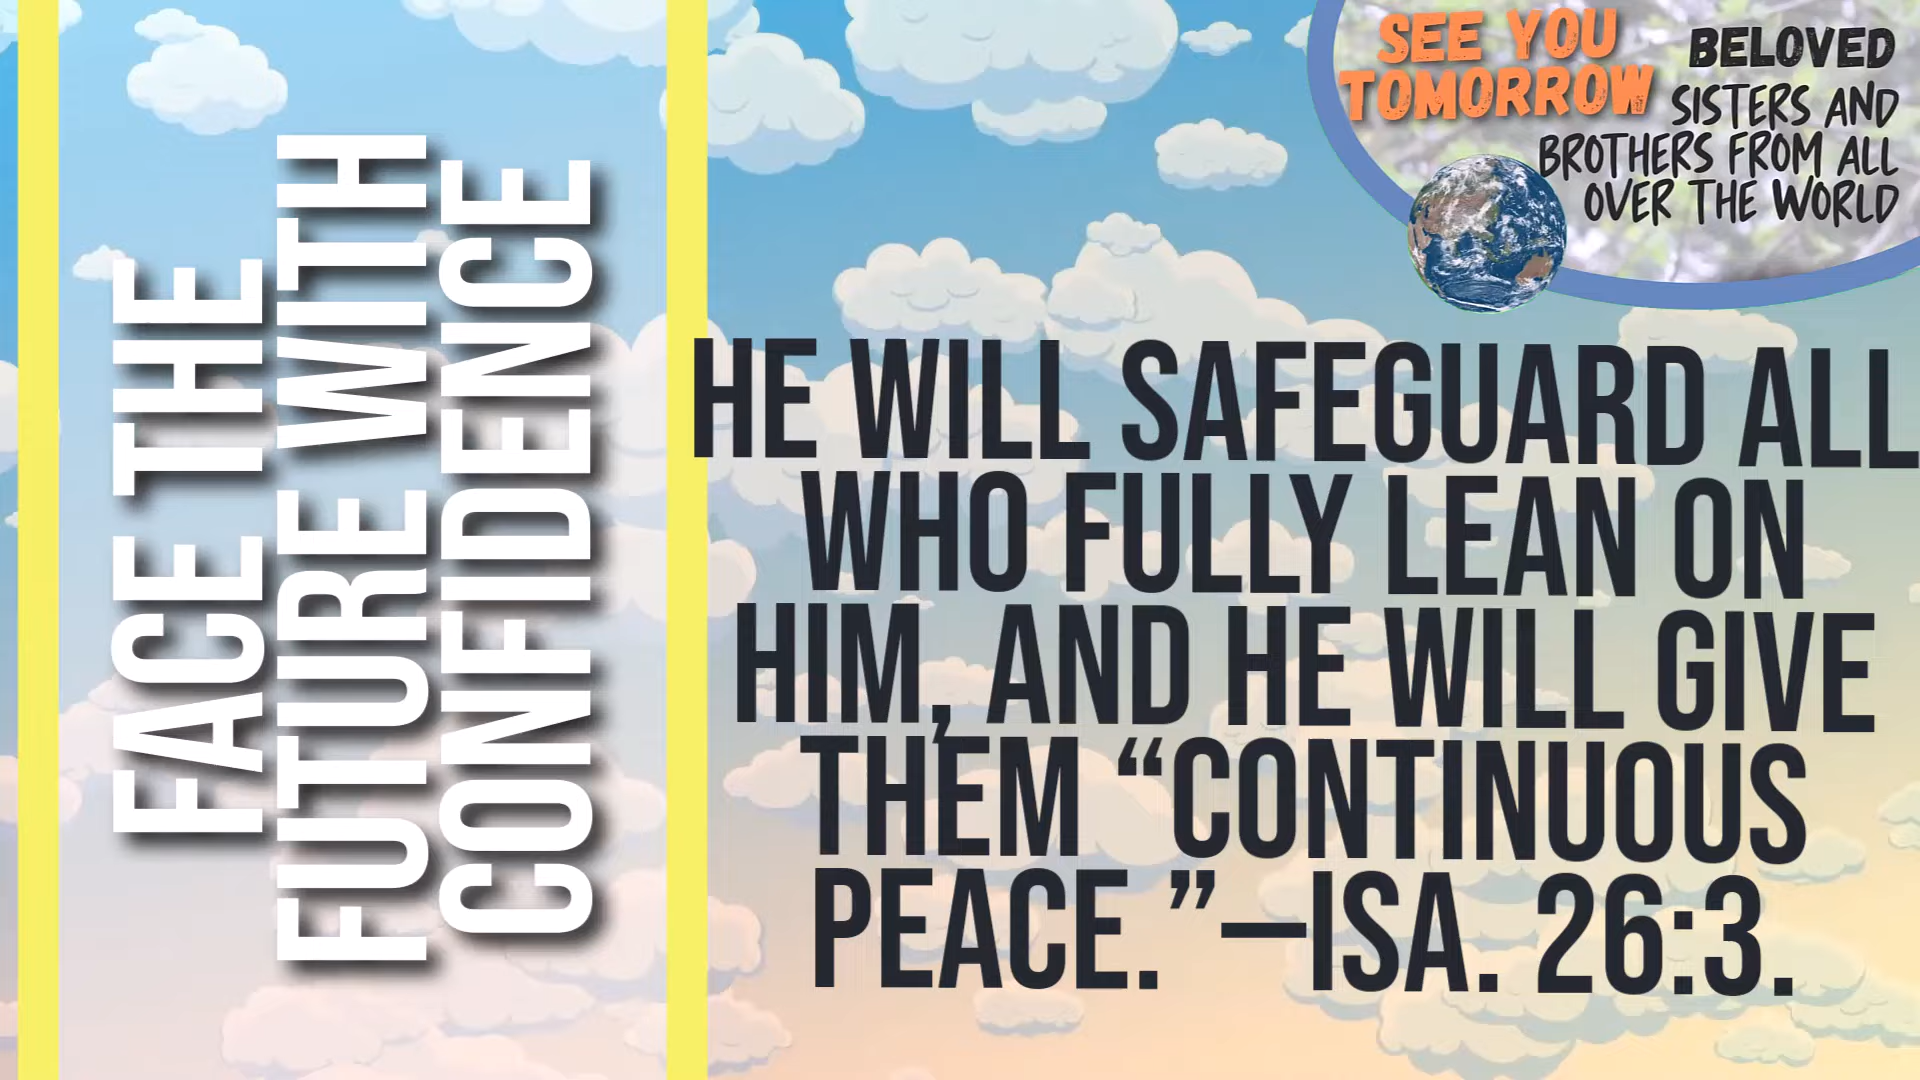 FACE THE
FUTURE WITH
CONFIDENCE
SEE YOU
TOMORROW
BELOVED
SISTERS AND
BROTHERS FROM ALL
OVER THE WORLD
HE WILL SAFEGUARD ALL
WHO FULLY LEAN ON
HIM, AND HE WILL GIVE
THEM “CONTINUOUS
PEACE.”—ISA. 26:3.